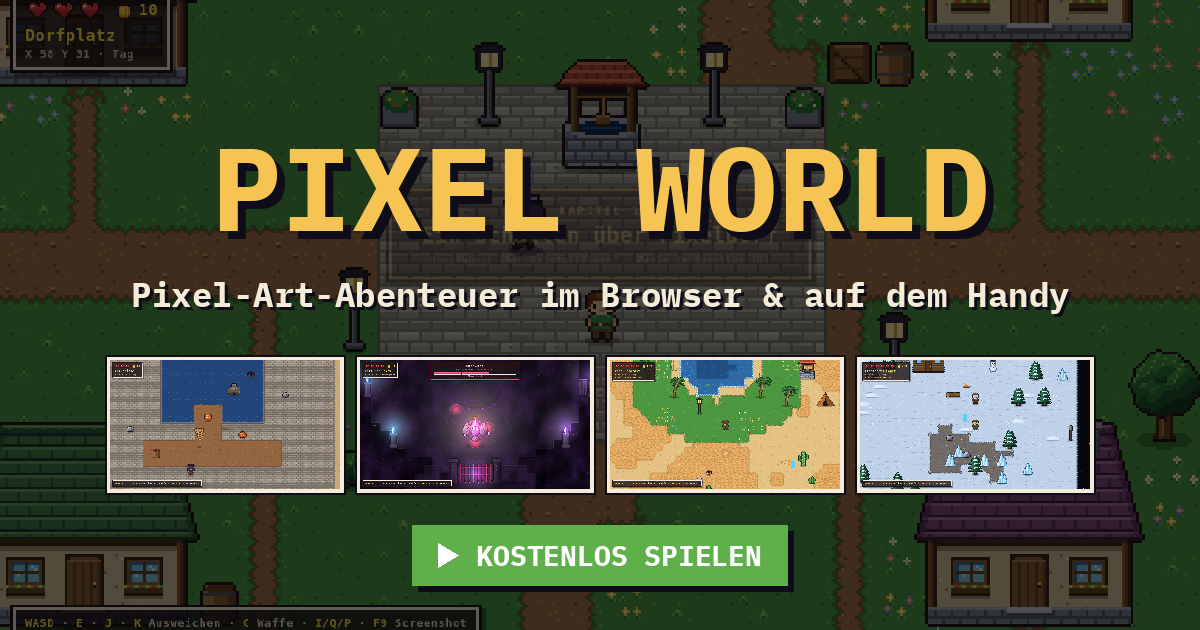 10
Dorfplatz
X 58 Y 31 · Tag
PIXEL WORLD
KAPITEL
Pixel-Art-Abenteuer im Browser & auf dem Handy
▶ KOSTENLOS SPIELEN
WASD · E · J · K Ausweichen · C Waffe · I/Q/P · F9 Screenshot